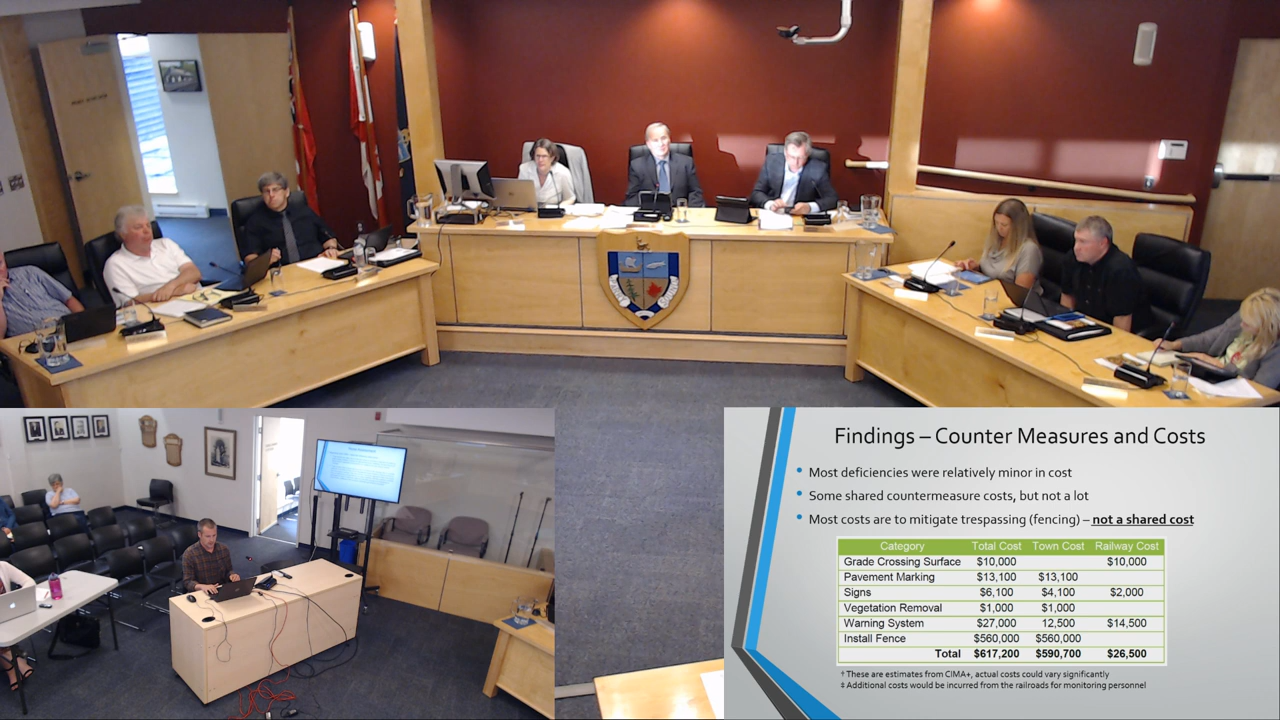 Findings – Counter Measures and Costs
• Most deficiencies were relatively minor in cost
• Some shared countermeasure costs, but not a lot
• Most costs are to mitigate trespassing (fencing) – not a shared cost
Category Total Cost Town Cost Railway Cost
Grade Crossing Surface $10,000 $10,000
Pavement Marking $13,100 $13,100
Signs $6,100 $4,100 $2,000
Vegetation Removal $1,000 $1,000
Warning System $27,000 12,500 $14,500
Install Fence $560,000 $560,000
Total $617,200 $590,700 $26,500
† These are estimates from CIMA+, actual costs could vary significantly
‡ Additional costs would be incurred from the railroads for monitoring personnel